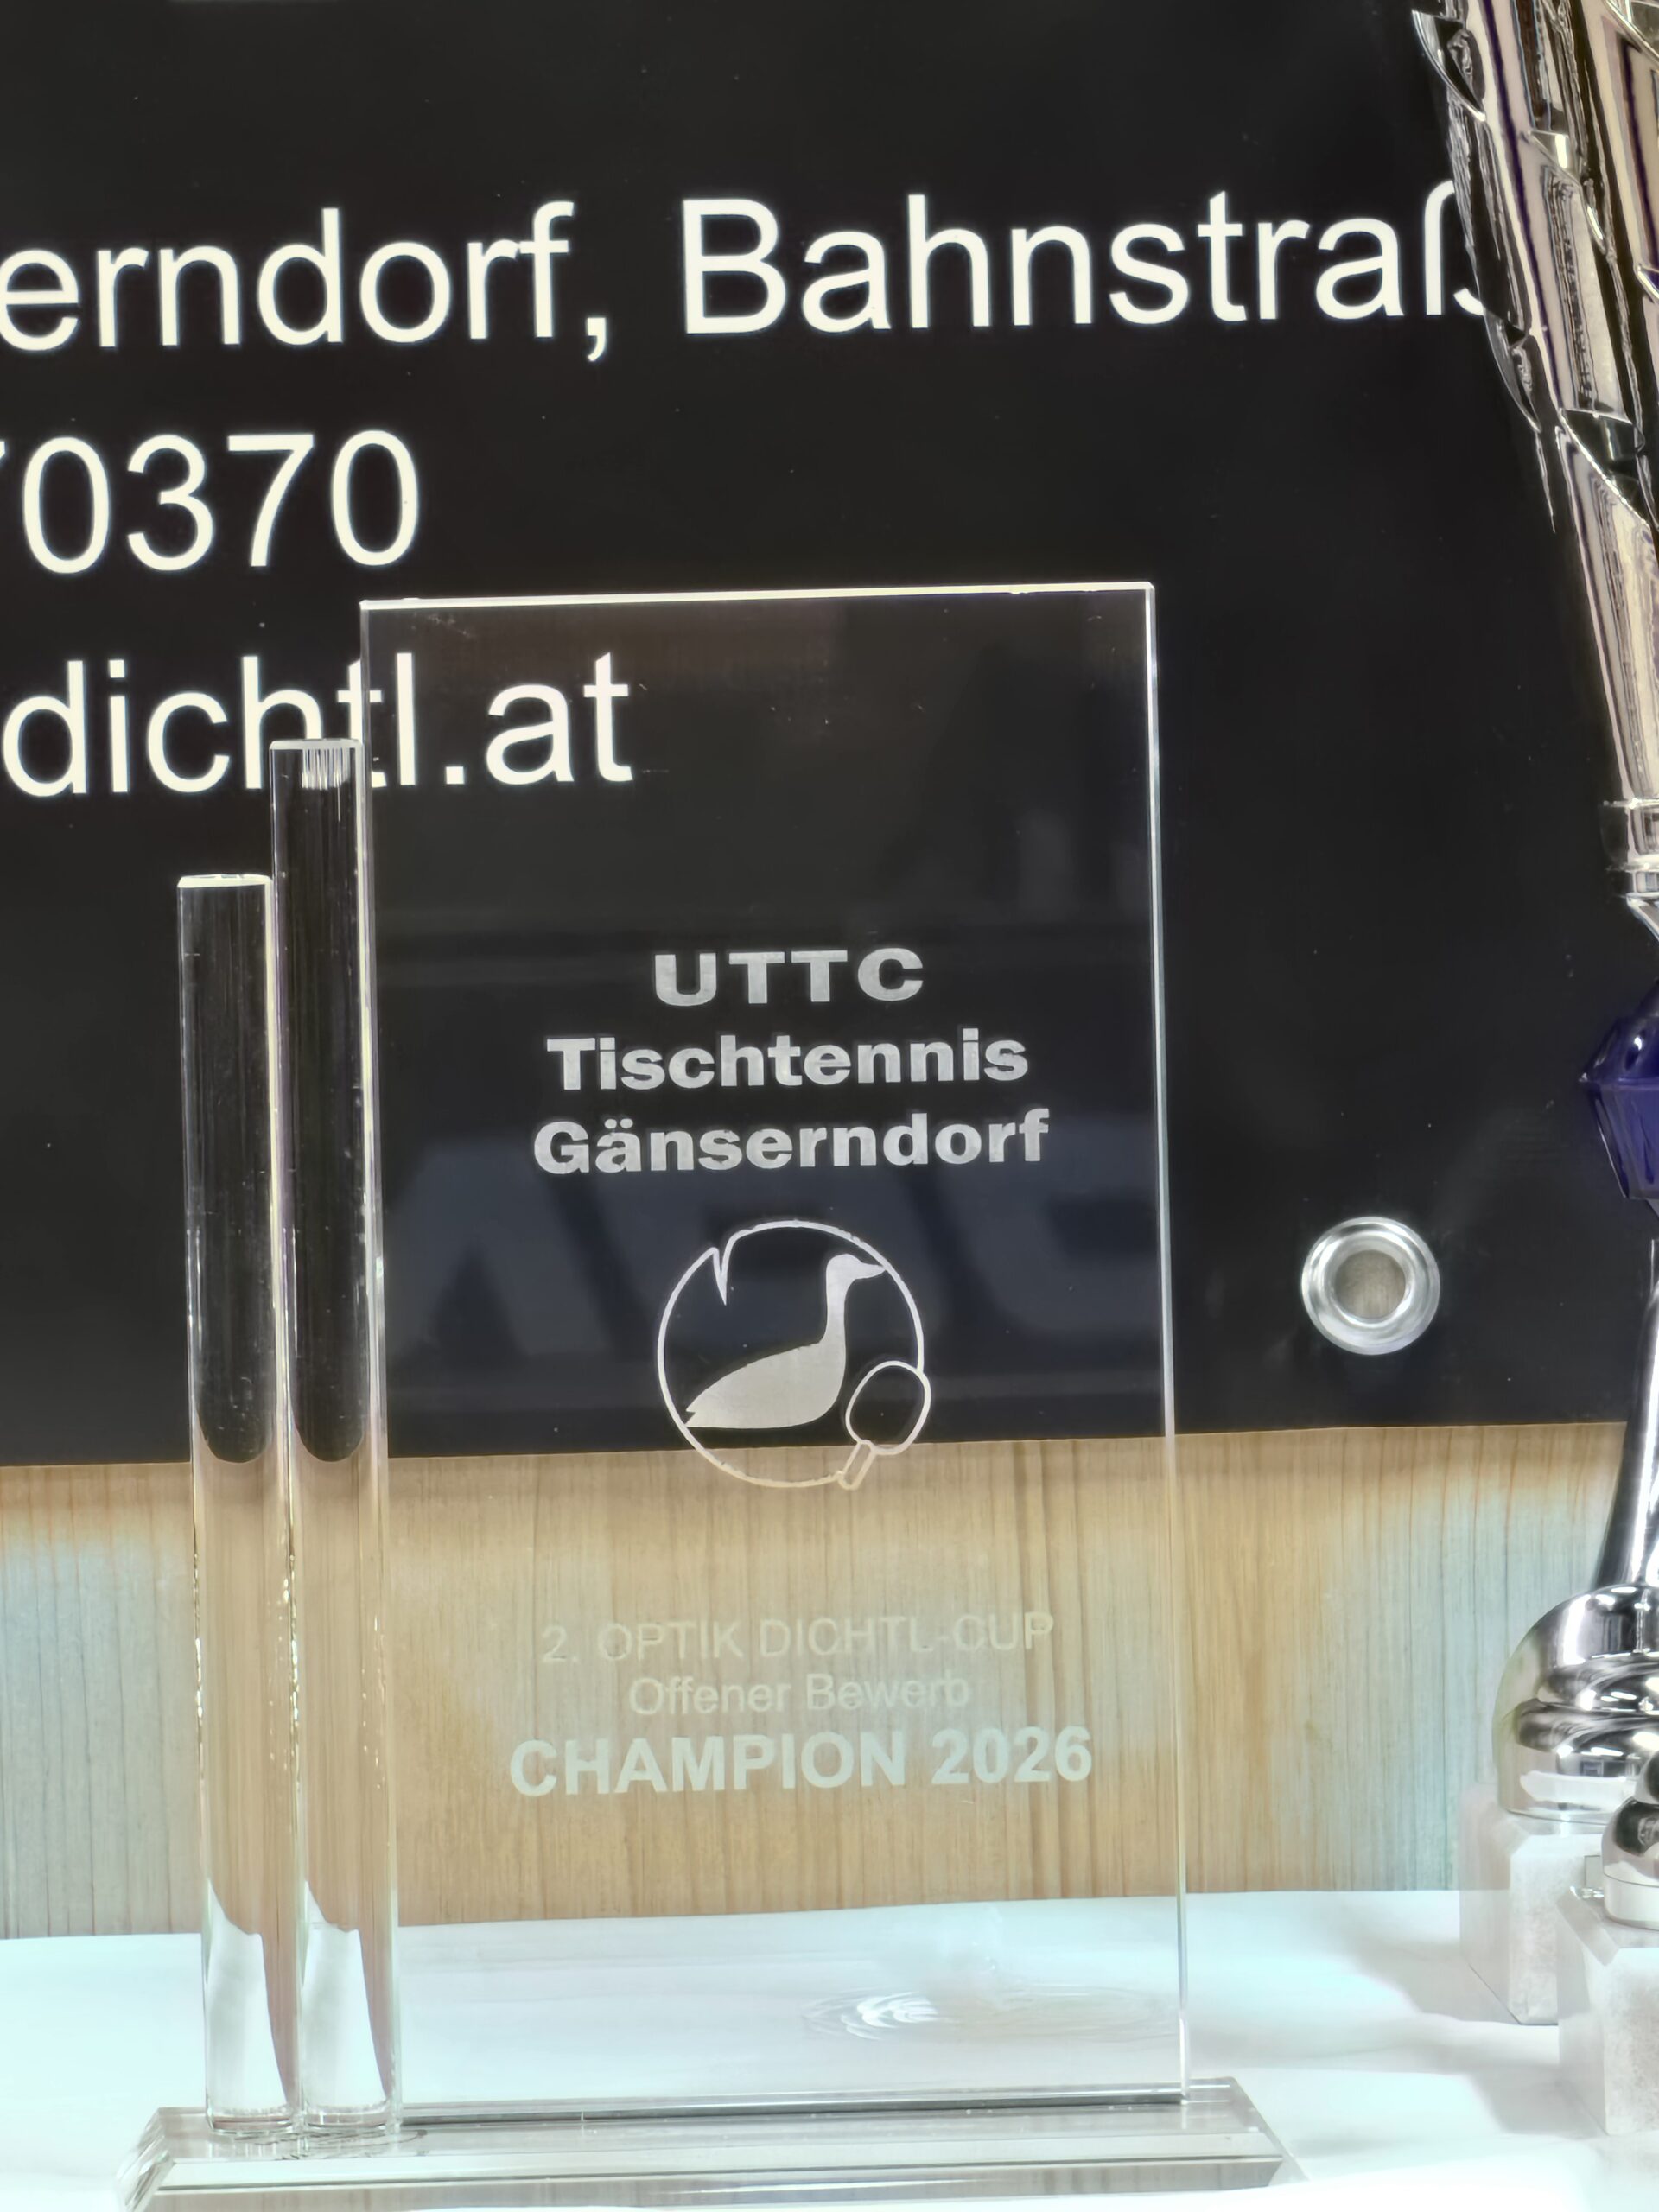 erndorf, Bahnstraß
70370
dichtl.at
UTTC
Tischtennis
Gänserndorf
2. OPTIK DICHTL-CUP
Offener Bewerb
CHAMPION 2026